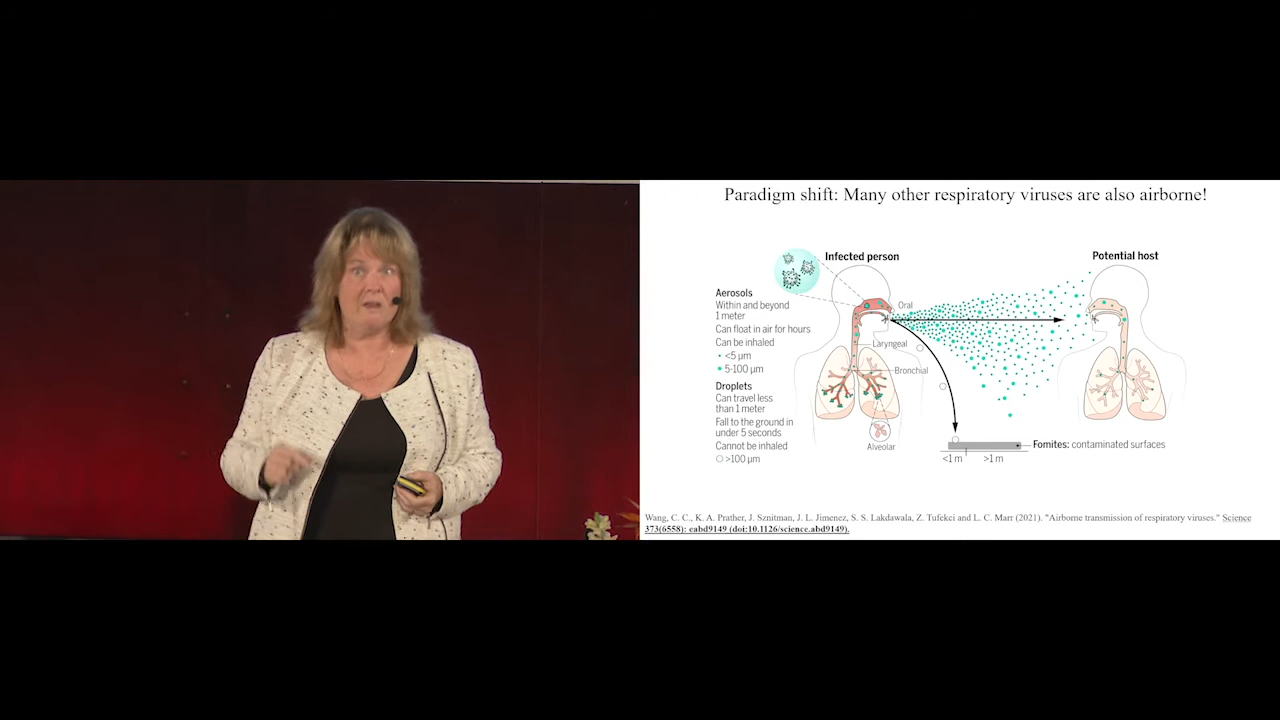 Paradigm shift: Many other respiratory viruses are also airborne!
Infected person
Potential host
Aerosols
Within and beyond
1 meter
Can float in air for hours
Can be inhaled
<5 µm
5-100 µm
Droplets
Can travel less
than 1 meter
Fall to the ground in
under 5 seconds
Cannot be inhaled
>100 µm
Oral
Laryngeal
Bronchial
Alveolar
Fomites: contaminated surfaces
<1 m
>1 m
Wang, C. C., K. A. Prather, J. Sznitman, J. L. Jimenez, S. S. Lakdawala, Z. Tufekci and L. C. Marr (2021). "Airborne transmission of respiratory viruses." Science
373(6558): eabd9149 (doi:10.1126/science.abd9149).